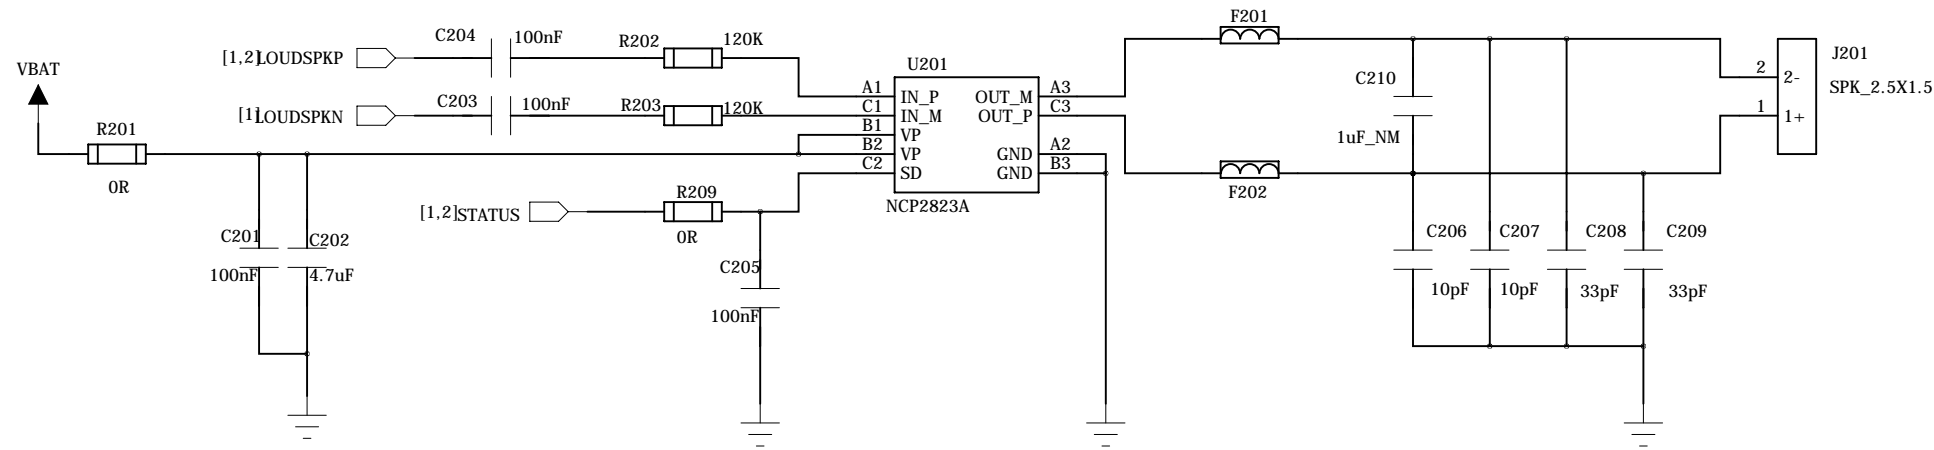 F201
C204
100nF
R202
120K
[1,2]LOUDSPKP
VBAT
U201
C210
2
2-
J201
SPK_2.5X1.5
A1
IN_P
OUT_M
A3
C203
100nF
R203
120K
[1]LOUDSPKN
C1
IN_M
OUT_P
C3
1
1+
R201
B1
VP
1uF_NM
B2
VP
GND
A2
C2
SD
GND
B3
0R
R209
F202
[1,2]STATUS
NCP2823A
0R
C201
C202
C206
C207
C208
C209
100nF
4.7uF
C205
10pF
10pF
33pF
33pF
100nF